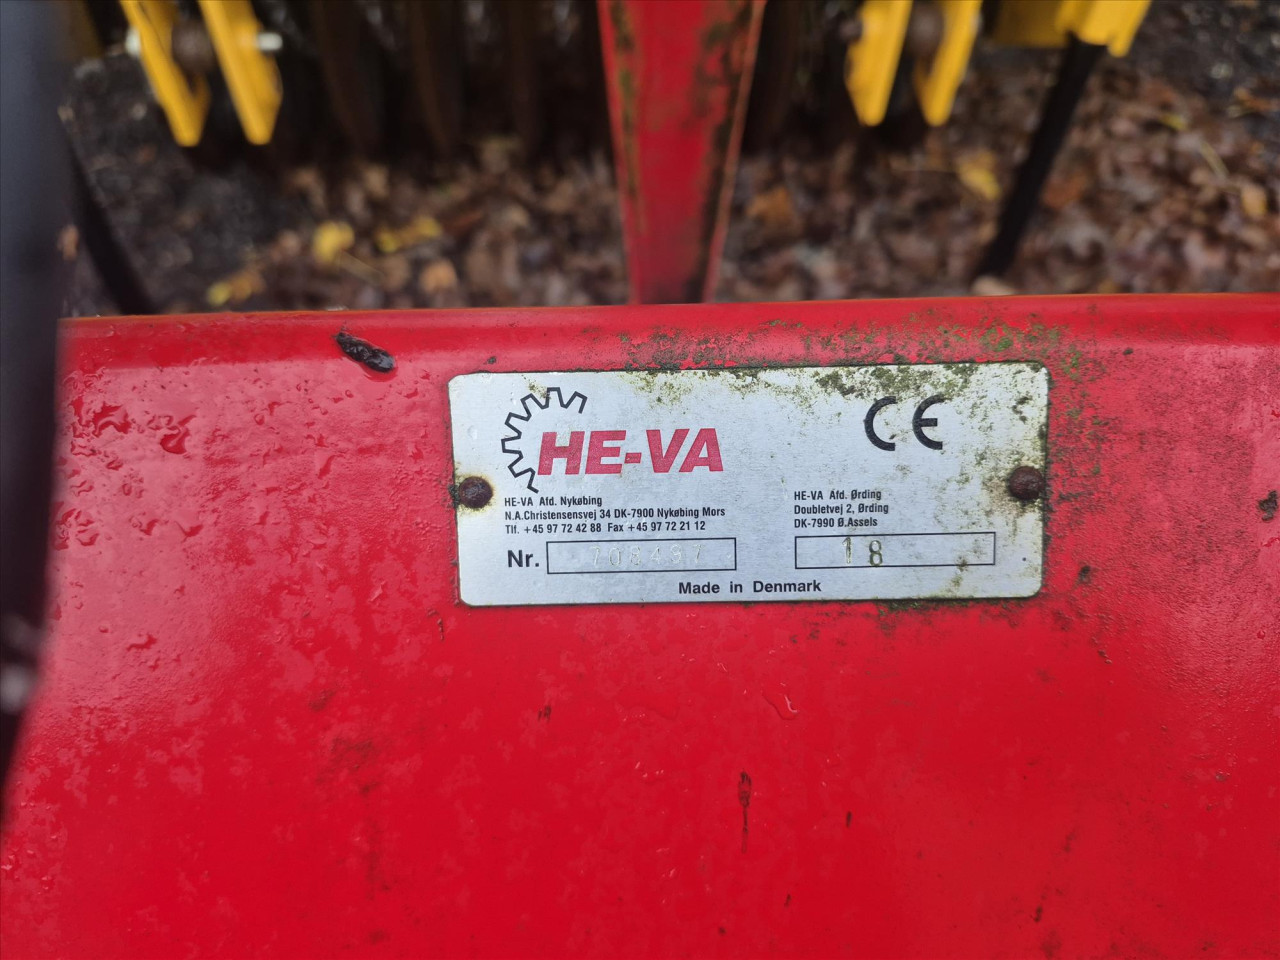 HE-VA
CE
HE-VA Afd. Nykøbing
N.A.Christensensvej 34 DK-7900 Nykøbing Mors
Tlf. +45 97 72 42 88 Fax +45 97 72 21 12
HE-VA Afd. Ørding
Doubletvej 2, Ørding
DK-7990 Ø.Assels
Nr. 708497
18
Made in Denmark